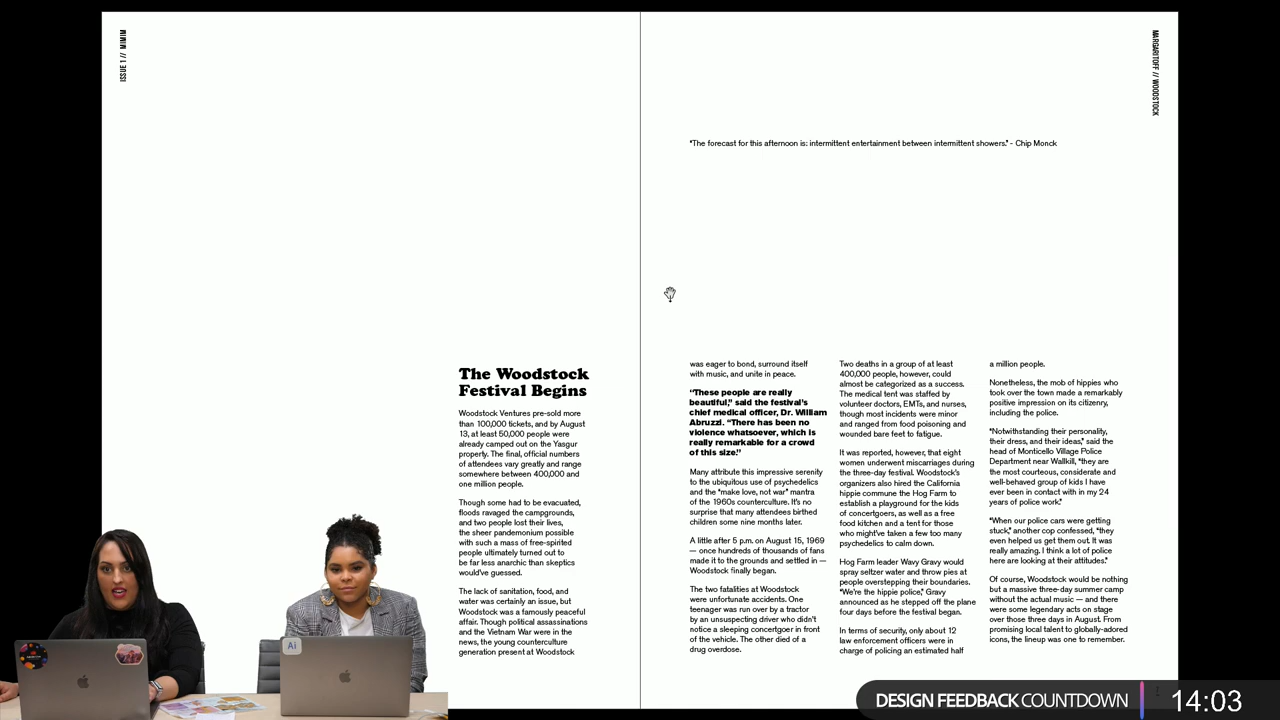 ISSUE 1 // MIMIM
MARGARITOFF // WOODSTOCK
"The forecast for this afternoon is: intermittent entertainment between intermittent showers." - Chip Monck
The Woodstock
Festival Begins
Woodstock Ventures pre-sold more
than 100,000 tickets, and by August
13, at least 50,000 people were
already camped out on the Yasgur
property. The final, official numbers
of attendees vary greatly and range
somewhere between 400,000 and
one million people.
Though some had to be evacuated,
floods ravaged the campgrounds,
and two people lost their lives,
the sheer pandemonium possible
with such a mass of free-spirited
people ultimately turned out to
be far less anarchic than skeptics
would've guessed.
The lack of sanitation, food, and
water was certainly an issue, but
Woodstock was a famously peaceful
affair. Though political assassinations
and the Vietnam War were in the
news, the young counterculture
generation present at Woodstock
was eager to bond, surround itself
with music, and unite in peace.
"These people are really
beautiful," said the festival's
chief medical officer, Dr. William
Abruzzi. "There has been no
violence whatsoever, which is
really remarkable for a crowd
of this size."
Many attribute this impressive serenity
to the ubiquitous use of psychedelics
and the "make love, not war" mantra
of the 1960s counterculture. It's no
surprise that many attendees birthed
children some nine months later.
A little after 5 p.m. on August 15, 1969
— once hundreds of thousands of fans
made it to the grounds and settled in —
Woodstock finally began.
The two fatalities at Woodstock
were unfortunate accidents. One
teenager was run over by a tractor
by an unsuspecting driver who didn't
notice a sleeping concertgoer in front
of the vehicle. The other died of a
drug overdose.
Two deaths in a group of at least
400,000 people, however, could
almost be categorized as a success.
The medical tent was staffed by
volunteer doctors, EMTs, and nurses,
though most incidents were minor
and ranged from food poisoning and
wounded bare feet to fatigue.
It was reported, however, that eight
women underwent miscarriages during
the three-day festival. Woodstock's
organizers also hired the California
hippie commune the Hog Farm to
establish a playground for the kids
of concertgoers, as well as a free
food kitchen and a tent for those
who might've taken a few too many
psychedelics to calm down.
Hog Farm leader Wavy Gravy would
spray seltzer water and throw pies at
people overstepping their boundaries.
"We're the hippie police," Gravy
announced as he stepped off the plane
four days before the festival began.
In terms of security, only about 12
law enforcement officers were in
charge of policing an estimated half
a million people.
Nonetheless, the mob of hippies who
took over the town made a remarkably
positive impression on its citizenry,
including the police.
"Notwithstanding their personality,
their dress, and their ideas," said the
head of Monticello Village Police
Department near Wallkill, "they are
the most courteous, considerate and
well-behaved group of kids I have
ever been in contact with in my 24
years of police work."
"When our police cars were getting
stuck," another cop confessed, "they
even helped us get them out. It was
really amazing. I think a lot of police
here are looking at their attitudes."
Of course, Woodstock would be nothing
but a massive three-day summer camp
without the actual music — and there
were some legendary acts on stage
over those three days in August. From
promising local talent to globally-adored
icons, the lineup was one to remember.
Ai
DESIGN FEEDBACK COUNTDOWN
14:03